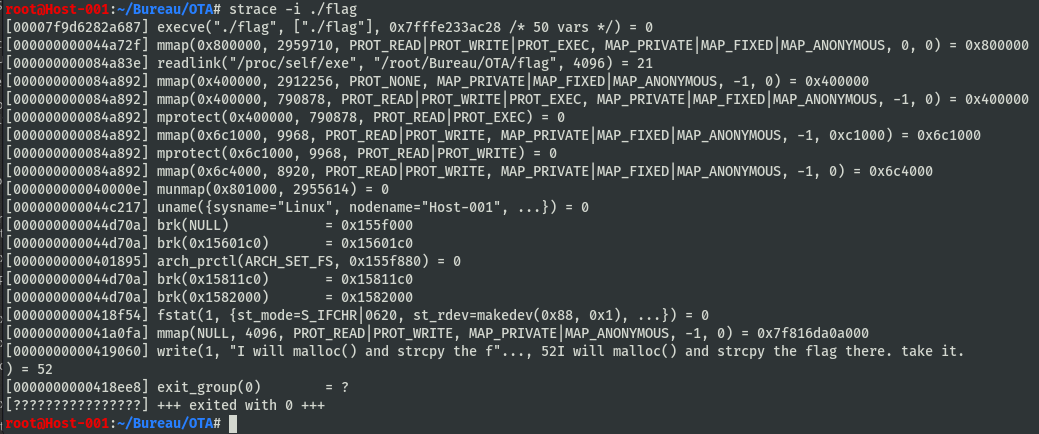 root@Host-001:~/Bureau/OTA# strace -i ./flag
[00007f9d6282a687] execve("./flag", ["./flag"], 0x7fffe233ac28 /* 50 vars */) = 0
[000000000044a72f] mmap(0x800000, 2959710, PROT_READ|PROT_WRITE|PROT_EXEC, MAP_PRIVATE|MAP_FIXED|MAP_ANONYMOUS, 0, 0) = 0x800000
[000000000084a83e] readlink("/proc/self/exe", "/root/Bureau/OTA/flag", 4096) = 21
[000000000084a892] mmap(0x400000, 2912256, PROT_NONE, MAP_PRIVATE|MAP_FIXED|MAP_ANONYMOUS, -1, 0) = 0x400000
[000000000084a892] mmap(0x400000, 790878, PROT_READ|PROT_WRITE|PROT_EXEC, MAP_PRIVATE|MAP_FIXED|MAP_ANONYMOUS, -1, 0) = 0x400000
[000000000084a892] mprotect(0x400000, 790878, PROT_READ|PROT_EXEC) = 0
[000000000084a892] mmap(0x6c1000, 9968, PROT_READ|PROT_WRITE, MAP_PRIVATE|MAP_FIXED|MAP_ANONYMOUS, -1, 0xc1000) = 0x6c1000
[000000000084a892] mprotect(0x6c1000, 9968, PROT_READ|PROT_WRITE) = 0
[000000000084a892] mmap(0x6c4000, 8920, PROT_READ|PROT_WRITE, MAP_PRIVATE|MAP_FIXED|MAP_ANONYMOUS, -1, 0) = 0x6c4000
[000000000040000e] munmap(0x801000, 2955614) = 0
[000000000044c217] uname({sysname="Linux", nodename="Host-001", ...}) = 0
[000000000044d70a] brk(NULL)            = 0x155f000
[000000000044d70a] brk(0x15601c0)       = 0x15601c0
[0000000000401895] arch_prctl(ARCH_SET_FS, 0x155f880) = 0
[000000000044d70a] brk(0x15811c0)       = 0x15811c0
[000000000044d70a] brk(0x1582000)       = 0x1582000
[0000000000418f54] fstat(1, {st_mode=S_IFCHR|0620, st_rdev=makedev(0x88, 0x1), ...}) = 0
[000000000041a0fa] mmap(NULL, 4096, PROT_READ|PROT_WRITE, MAP_PRIVATE|MAP_ANONYMOUS, -1, 0) = 0x7f816da0a000
[0000000000419060] write(1, "I will malloc() and strcpy the f"..., 52I will malloc() and strcpy the flag there. take it.
) = 52
[0000000000418ee8] exit_group(0)        = ?
[????????????????] +++ exited with 0 +++
root@Host-001:~/Bureau/OTA#